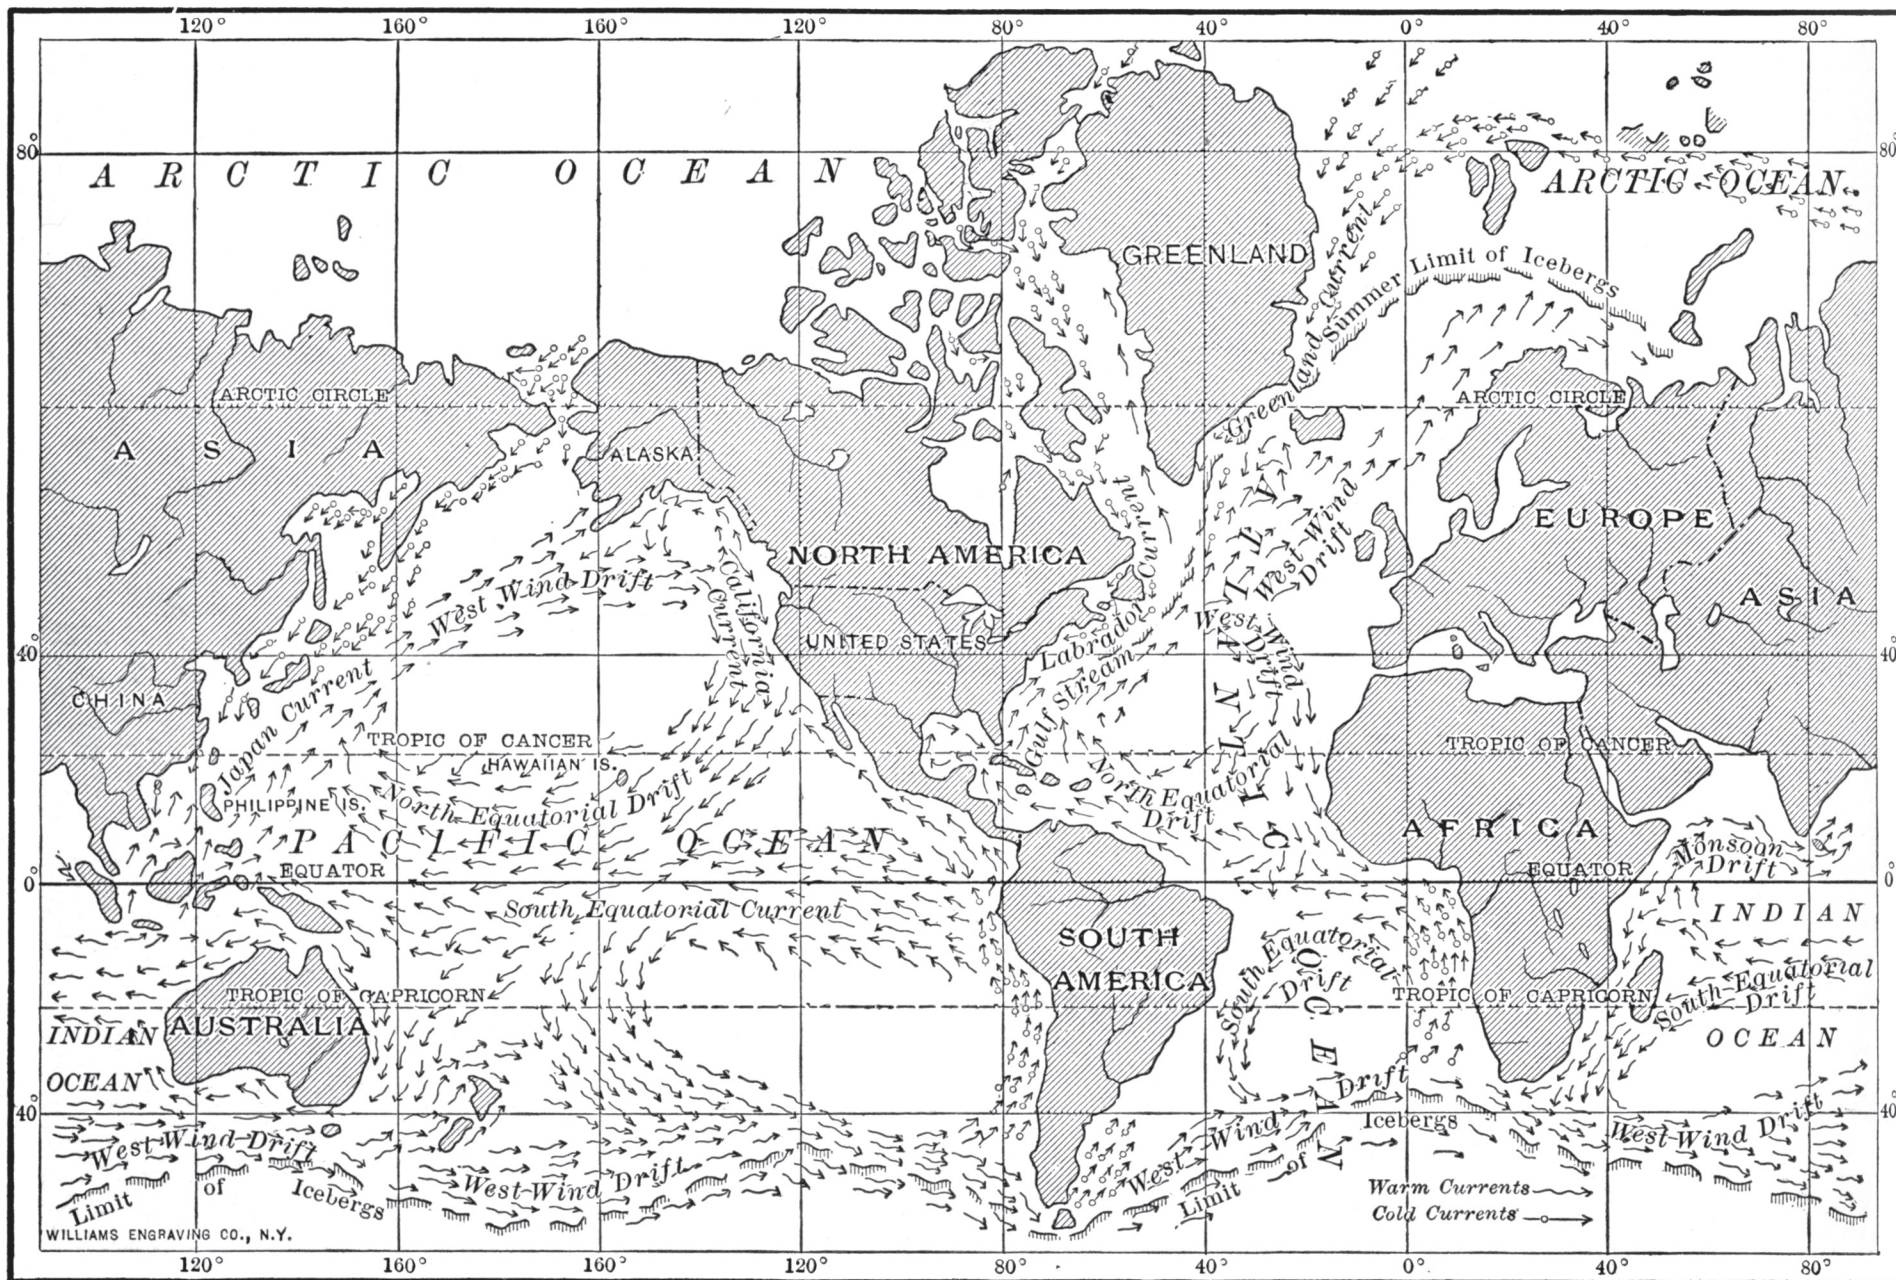 120° 160° 160° 120° 80 40° 0° 40° 80°
80° 80
ARCTIC OCEAN
ARCTIC OCEAN
GREENLAND
Greenland Current
Summer Limit of Icebergs
ARCTIC CIRCLE
ARCTIC CIRCLE
ASIA
ALASKA
EUROPE
ASIA
NORTH AMERICA
West Wind Drift
California
Current
Labrador Current
West Wind
Drift
West Wind
Drift
ATLANTIC OCEAN
UNITED STATES
40 40
CHINA
Japan Current
Gulf Stream
TROPIC OF CANCER
HAWAIIAN IS.
TROPIC OF CANCER
PHILIPPINE IS.
North Equatorial Drift
North Equatorial
Drift
PACIFIC OCEAN
AFRICA
Monsoon
Drift
EQUATOR
EQUATOR
0° 0
South Equatorial Current
INDIAN
OCEAN
SOUTH
AMERICA
South Equatorial
Drift
South Equatorial
Drift
TROPIC OF CAPRICORN
TROPIC OF CAPRICORN
INDIAN
OCEAN
AUSTRALIA
40 40
West Wind Drift
Limit of Icebergs
West Wind Drift
West Wind Drift
Limit of Icebergs
West Wind Drift
Warm Currents
Cold Currents
WILLIAMS ENGRAVING CO., N.Y.
120° 160° 160° 120° 80° 40° 0° 40° 80°